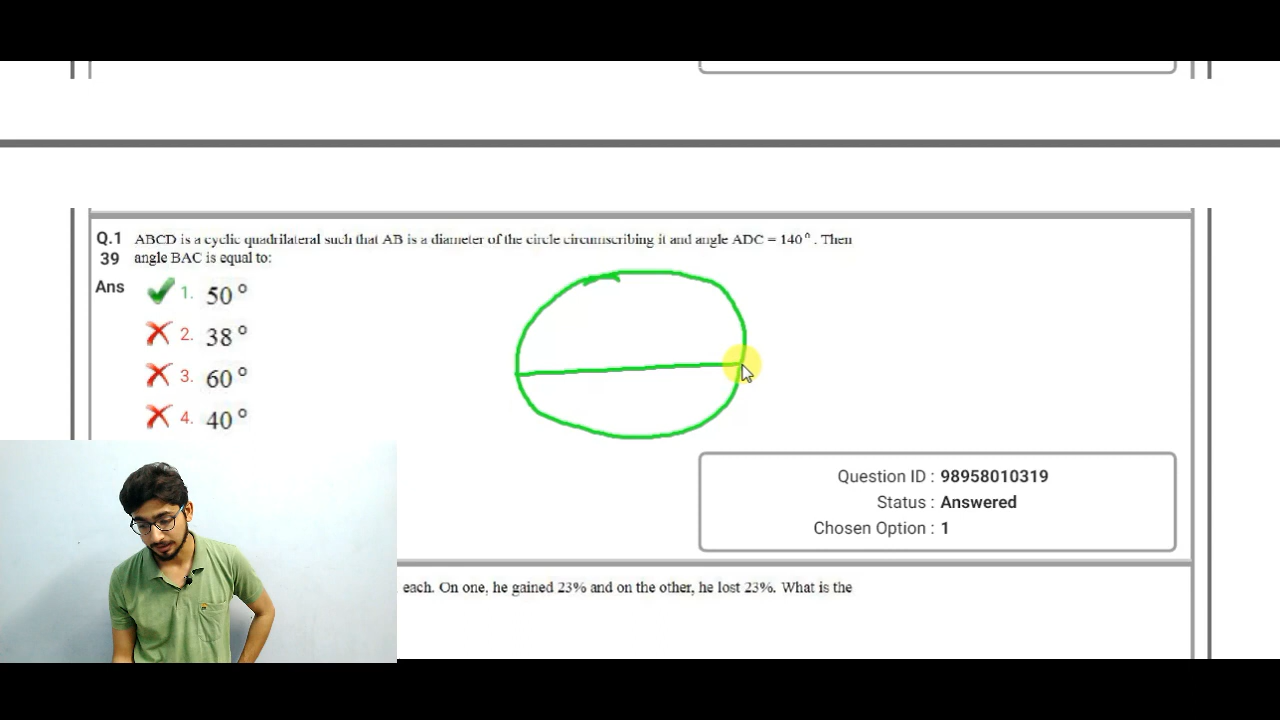 Q.1 ABCD is a cyclic quadrilateral such that AB is a diameter of the circle circumscribing it and angle ADC = 140°. Then
39 angle BAC is equal to:
Ans 1. 50°
2. 38°
3. 60°
4. 40°
Question ID : 98958010319
Status : Answered
Chosen Option : 1
each. On one, he gained 23% and on the other, he lost 23%. What is the